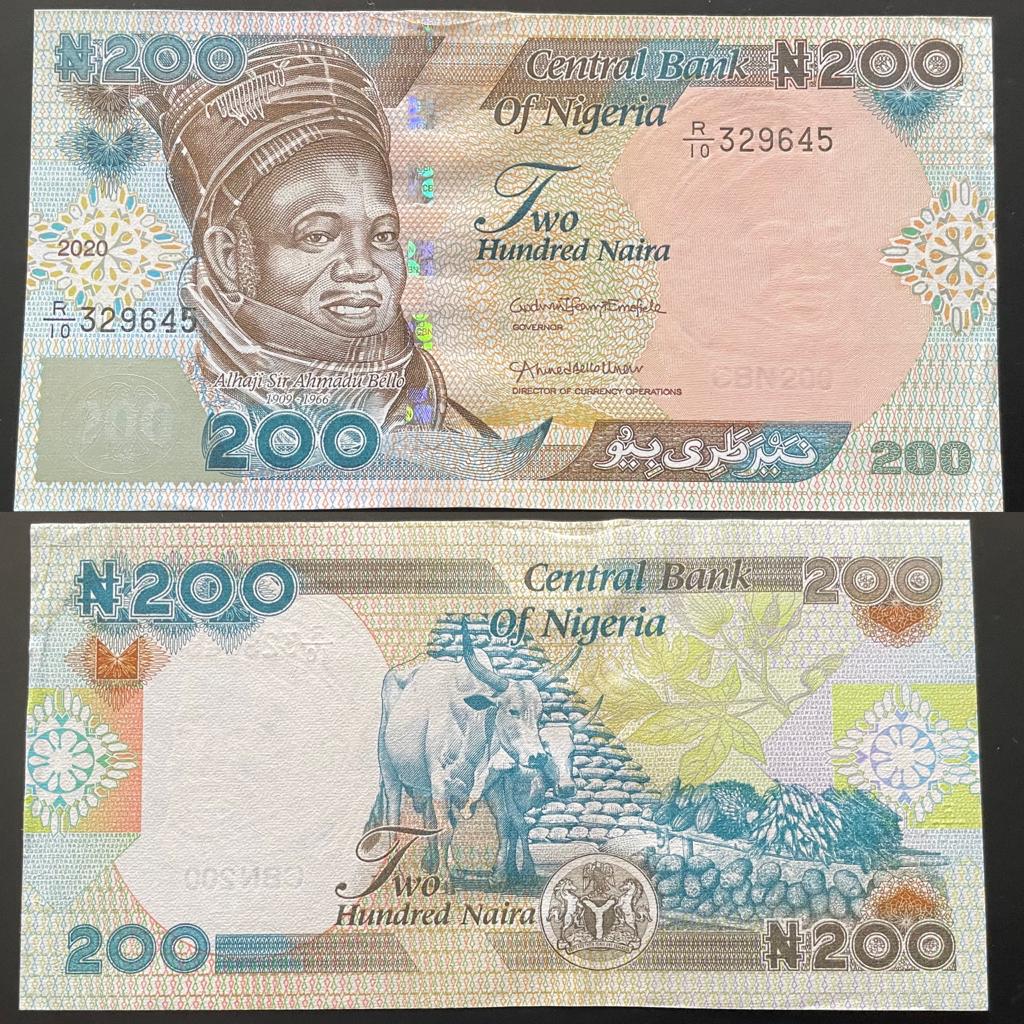 ₦200
Central Bank ₦200
Of Nigeria
R/10 329645
Two
Hundred Naira
2020
R/10 329645
GOVERNOR
DIRECTOR OF CURRENCY OPERATIONS
CBN200
Alhaji Sir Ahmadu Bello
1909 - 1966
200
200
نَيْرَ طَرِى بِيُو
200
₦200
Central Bank 200
Of Nigeria
CBN200
Two
Hundred Naira
200
₦200